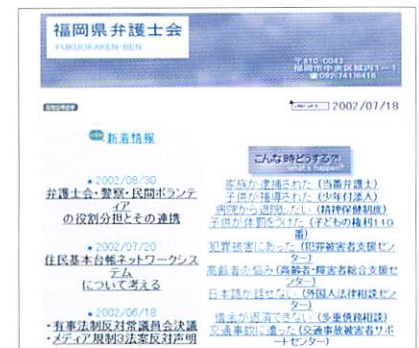 福岡県弁護士会
FUKUOKAKEN-BEN
〒810-0043
福岡市中央区城内1-1
☎092(741)6416
2002/07/18
新着情報
★2002/08/30
弁護士会・警察・民間ボランテ
ィア
の役割分担とその連携
★2002/07/20
住民基本台帳ネットワークシス
テム
について考える
★2002/06/18
・有事法制反対常議員会決議
・メディア規制3法案反対声明
こんな時どうする?!
what's happen?
家族が逮捕された(当番弁護士)
子供が補導された(少年付添人)
病院から退院したい(精神保健制度)
子供が体罰をうけた(子どもの権利110
番)
犯罪被害にあった(犯罪被害者支援セン
ター)
高齢者の悩み(高齢者・障害者総合支援セ
ンター)
日本語が話せない(外国人法律相談セン
ター)
借金が返済できない(多重債務相談)
交通事故に遭った(交通事故被害者サポ
ートセンター)